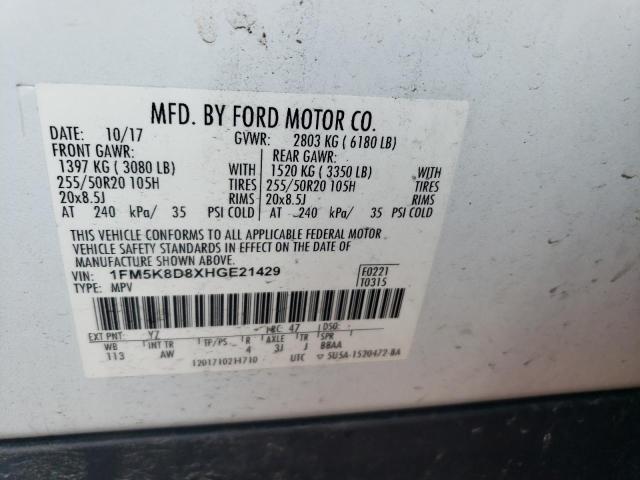 MFD. BY FORD MOTOR CO.
DATE: 10/17 GVWR: 2803 KG ( 6180 LB)
FRONT GAWR: REAR GAWR:
1397 KG ( 3080 LB) WITH 1520 KG ( 3350 LB) WITH
255/50R20 105H TIRES 255/50R20 105H TIRES
20x8.5J RIMS 20x8.5J RIMS
AT 240 kPa/ 35 PSI COLD AT 240 kPa/ 35 PSI COLD
THIS VEHICLE CONFORMS TO ALL APPLICABLE FEDERAL MOTOR
VEHICLE SAFETY STANDARDS IN EFFECT ON THE DATE OF
MANUFACTURE SHOWN ABOVE.
VIN: 1FM5K8D8XHGE21429 F0221
TYPE: MPV T0315
EXT PNT: YZ RC: 47 DSO:
WB INT TR TP/PS R AXLE TR SPR
113 AW 4 3J J BBAA
12017102H710 UTC 5U5A-1520472-BA